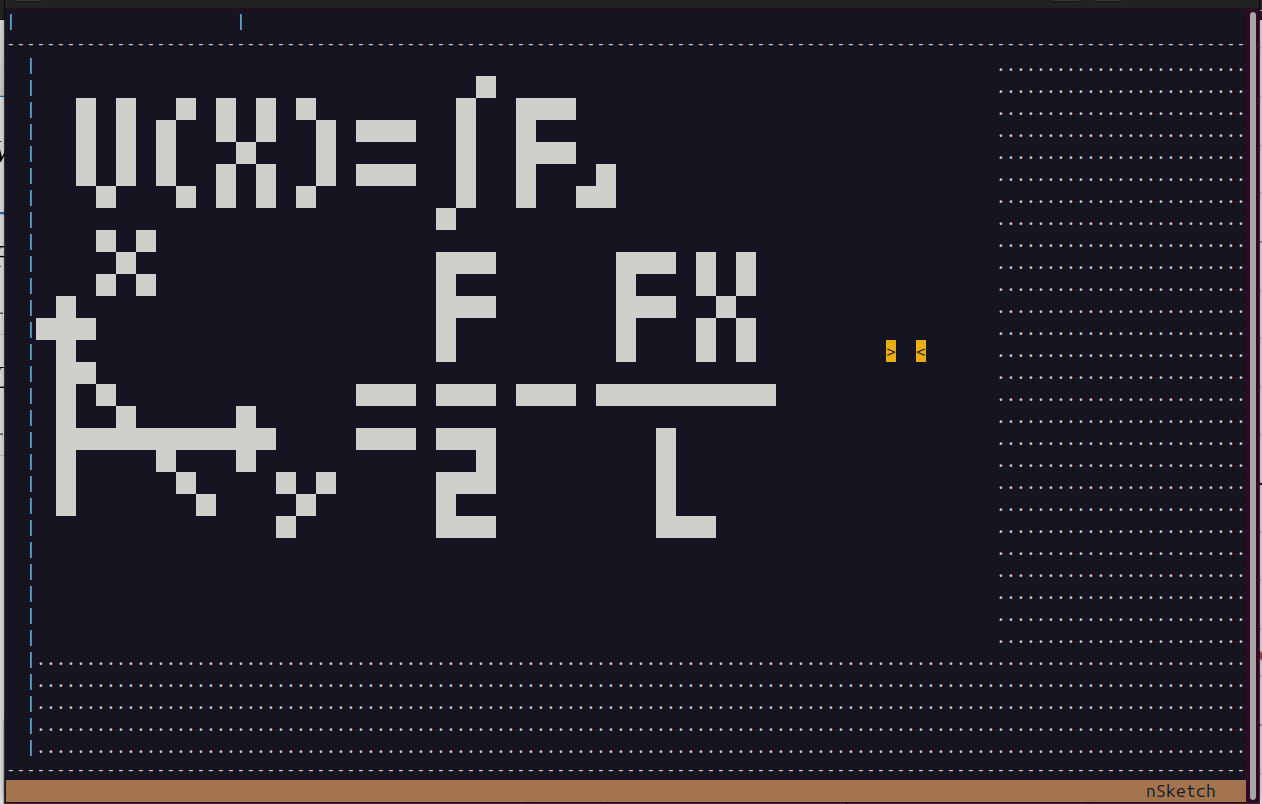 V(X)=∫F
x
F FX
> <
= —
2 L
y
nSketch